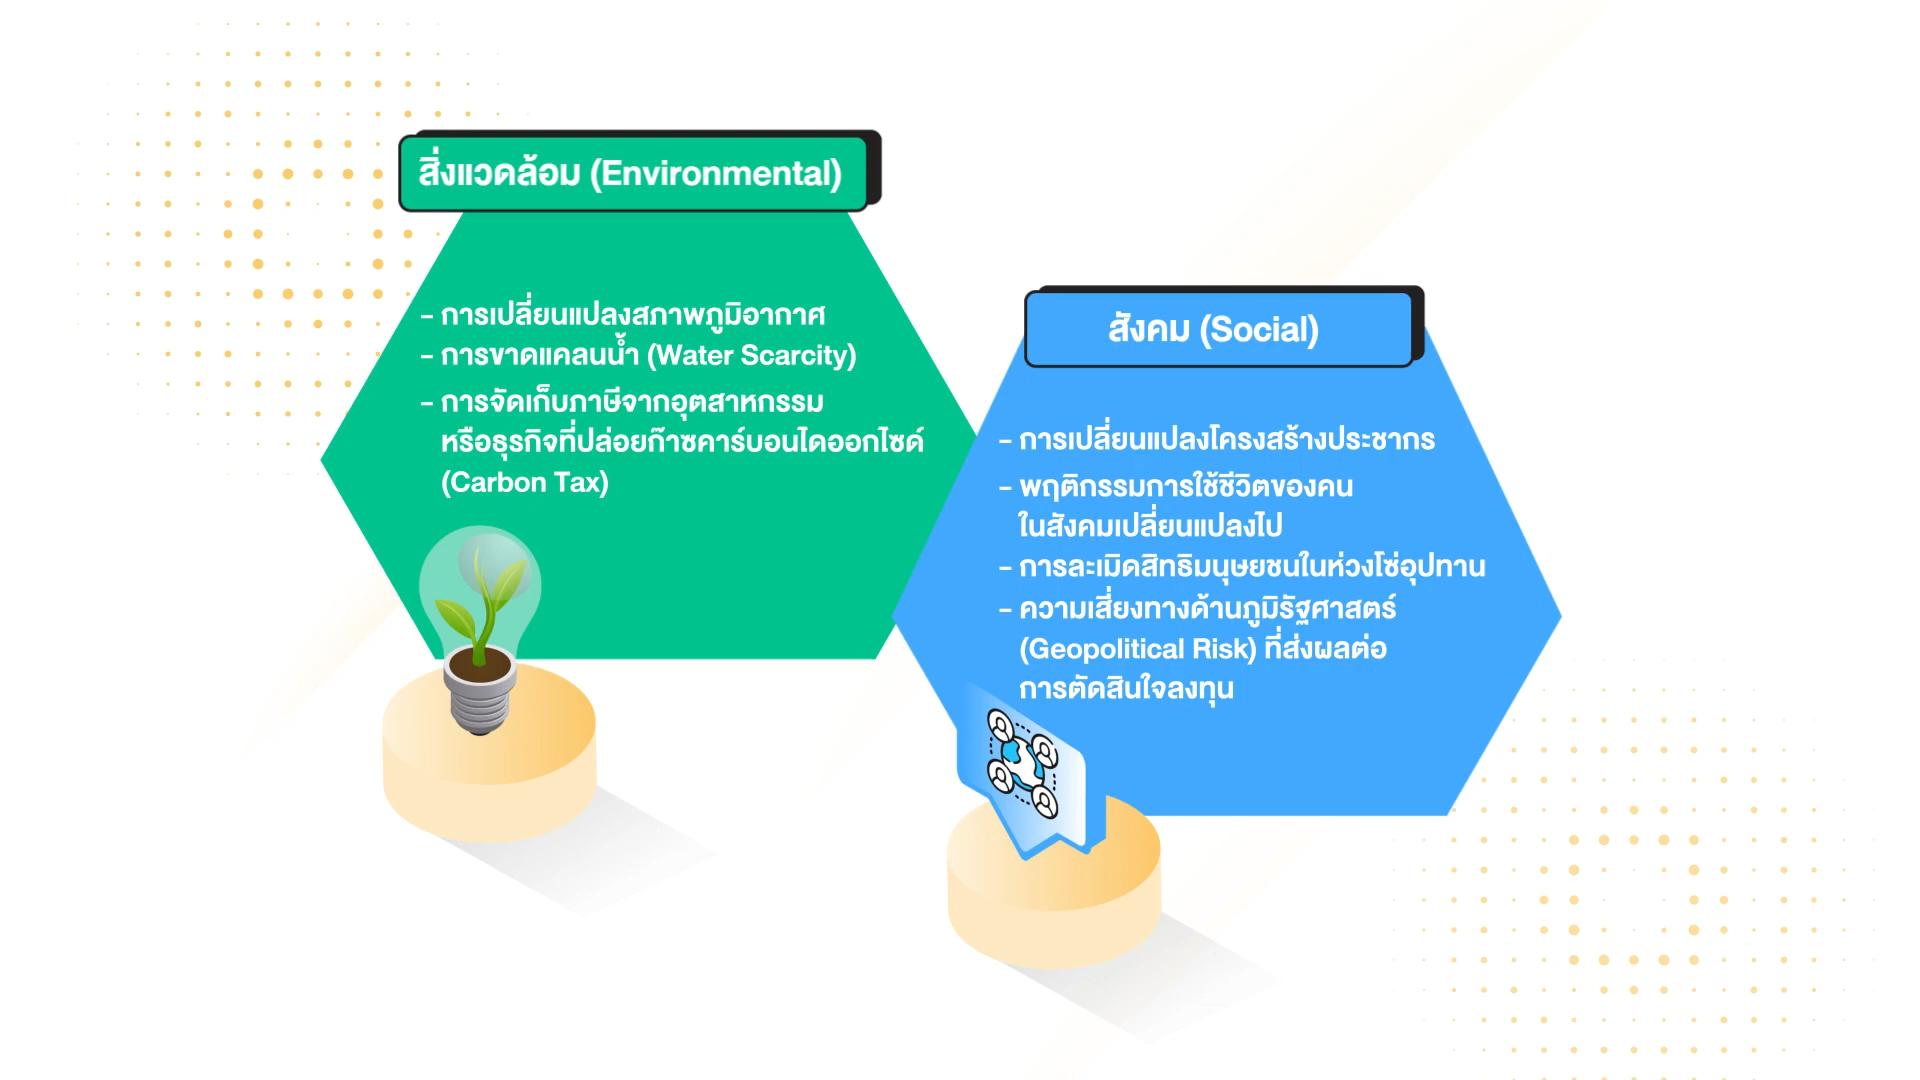 สิ่งแวดล้อม (Environmental)
- การเปลี่ยนแปลงสภาพภูมิอากาศ
- การขาดแคลนน้ำ (Water Scarcity)
- การจัดเก็บภาษีจากอุตสาหกรรม
หรือธุรกิจที่ปล่อยก๊าซคาร์บอนไดออกไซด์
(Carbon Tax)
สังคม (Social)
- การเปลี่ยนแปลงโครงสร้างประชากร
- พฤติกรรมการใช้ชีวิตของคน
ในสังคมเปลี่ยนแปลงไป
- การละเมิดสิทธิมนุษยชนในห่วงโซ่อุปทาน
- ความเสี่ยงทางด้านภูมิรัฐศาสตร์
(Geopolitical Risk) ที่ส่งผลต่อ
การตัดสินใจลงทุน